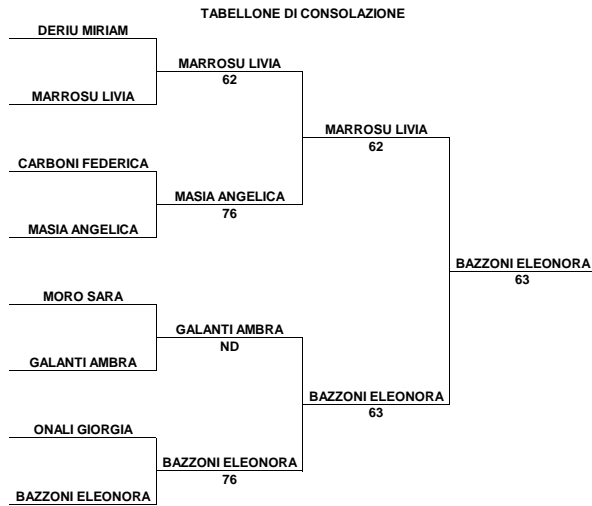 TABELLONE DI CONSOLAZIONE
DERIU MIRIAM
MARROSU LIVIA
62
MARROSU LIVIA
MARROSU LIVIA
62
CARBONI FEDERICA
MASIA ANGELICA
76
MASIA ANGELICA
BAZZONI ELEONORA
63
MORO SARA
GALANTI AMBRA
ND
GALANTI AMBRA
BAZZONI ELEONORA
63
ONALI GIORGIA
BAZZONI ELEONORA
76
BAZZONI ELEONORA